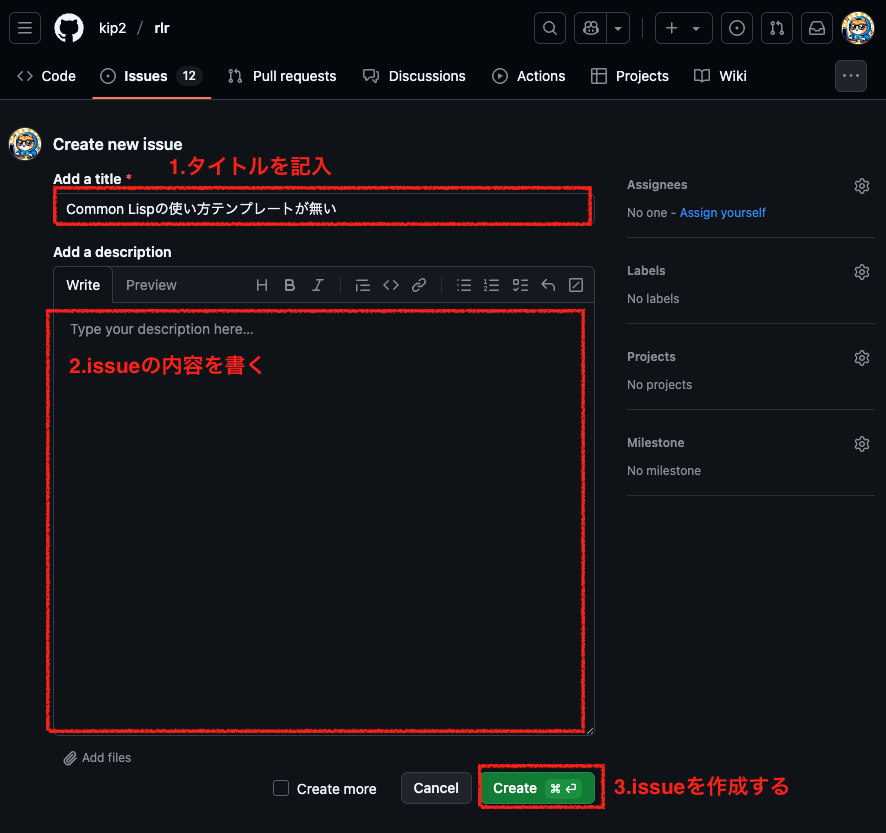 kip2 / rlr
Code Issues 12 Pull requests Discussions Actions Projects Wiki
Create new issue
1.タイトルを記入
Add a title *
Common Lispの使い方テンプレートが無い
Add a description
Write Preview
Type your description here...
2.issueの内容を書く
Add files
Create more Cancel Create ⌘ ⏎
3.issueを作成する
Assignees
No one - Assign yourself
Labels
No labels
Projects
No projects
Milestone
No milestone